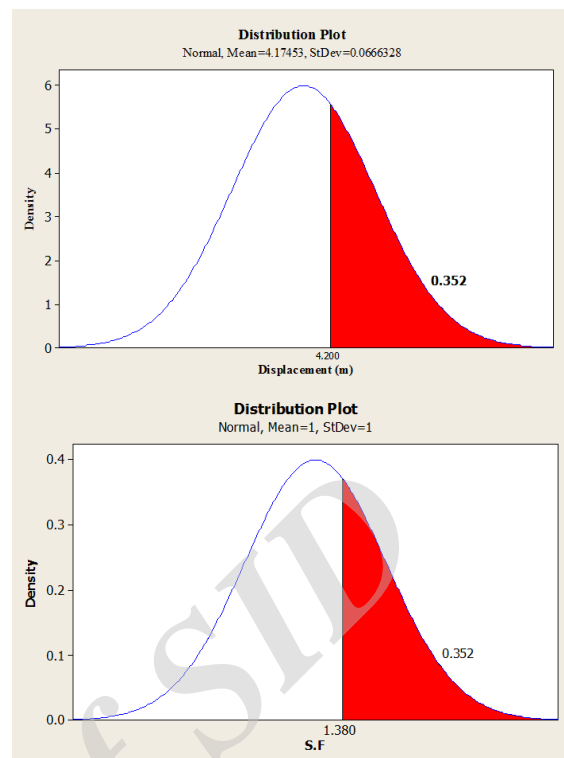 Distribution Plot
Normal, Mean=4.17453, StDev=0.0666328
6
5
4
3
2
1
0
Density
0.352
4.200
Displacement (m)
Distribution Plot
Normal, Mean=1, StDev=1
0.4
0.3
0.2
0.1
0.0
Density
0.352
1.380
S.F
f SID